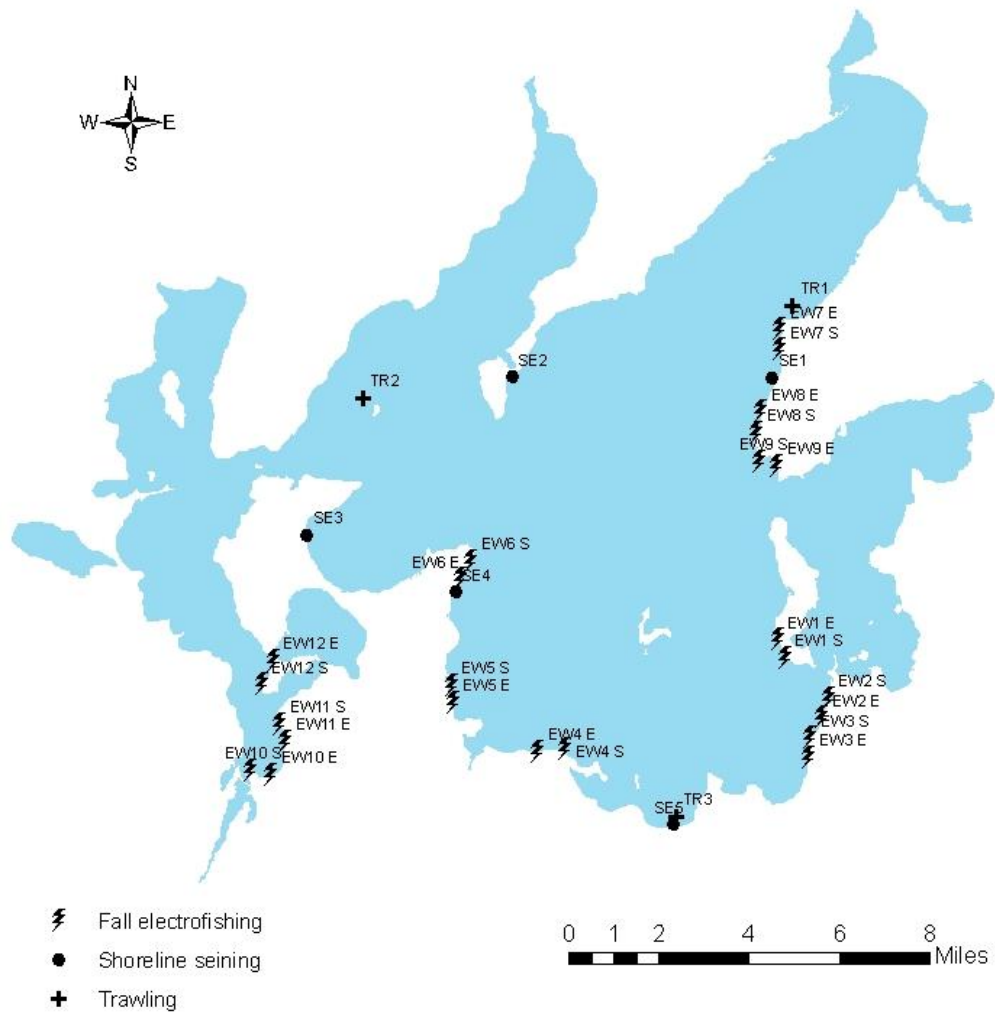 N
W E
S
TR1
EW7 E
EW7 S
SE2
SE1
TR2
EW8 E
EW8 S
EW9 S
EW9 E
SE3
EW6 S
EW6 E
SE4
EW1 E
EW1 S
EW12 E
EW12 S
EW5 S
EW5 E
EW2 S
EW2 E
EW11 S
EW3 S
EW11 E
EW4 E
EW3 E
EW10 S
EW10 E
EW4 S
TR3
SE5
Fall electrofishing
Shoreline seining
Trawling
0 1 2 4 6 8
Miles